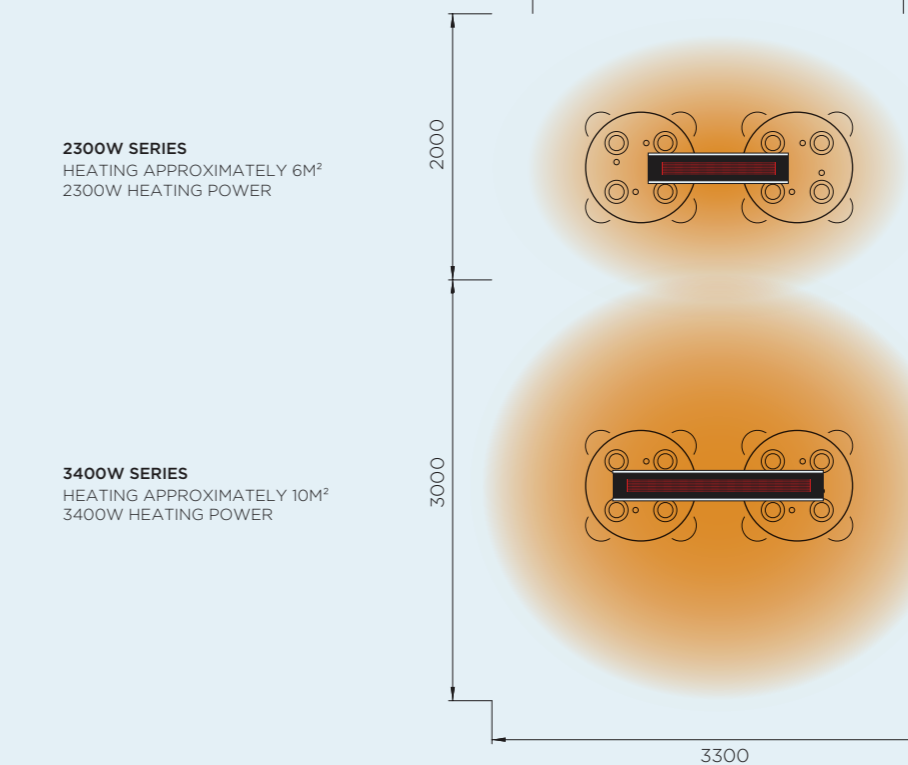 2300W SERIES
HEATING APPROXIMATELY 6M²
2300W HEATING POWER
2000
3400W SERIES
HEATING APPROXIMATELY 10M²
3400W HEATING POWER
3000
3300